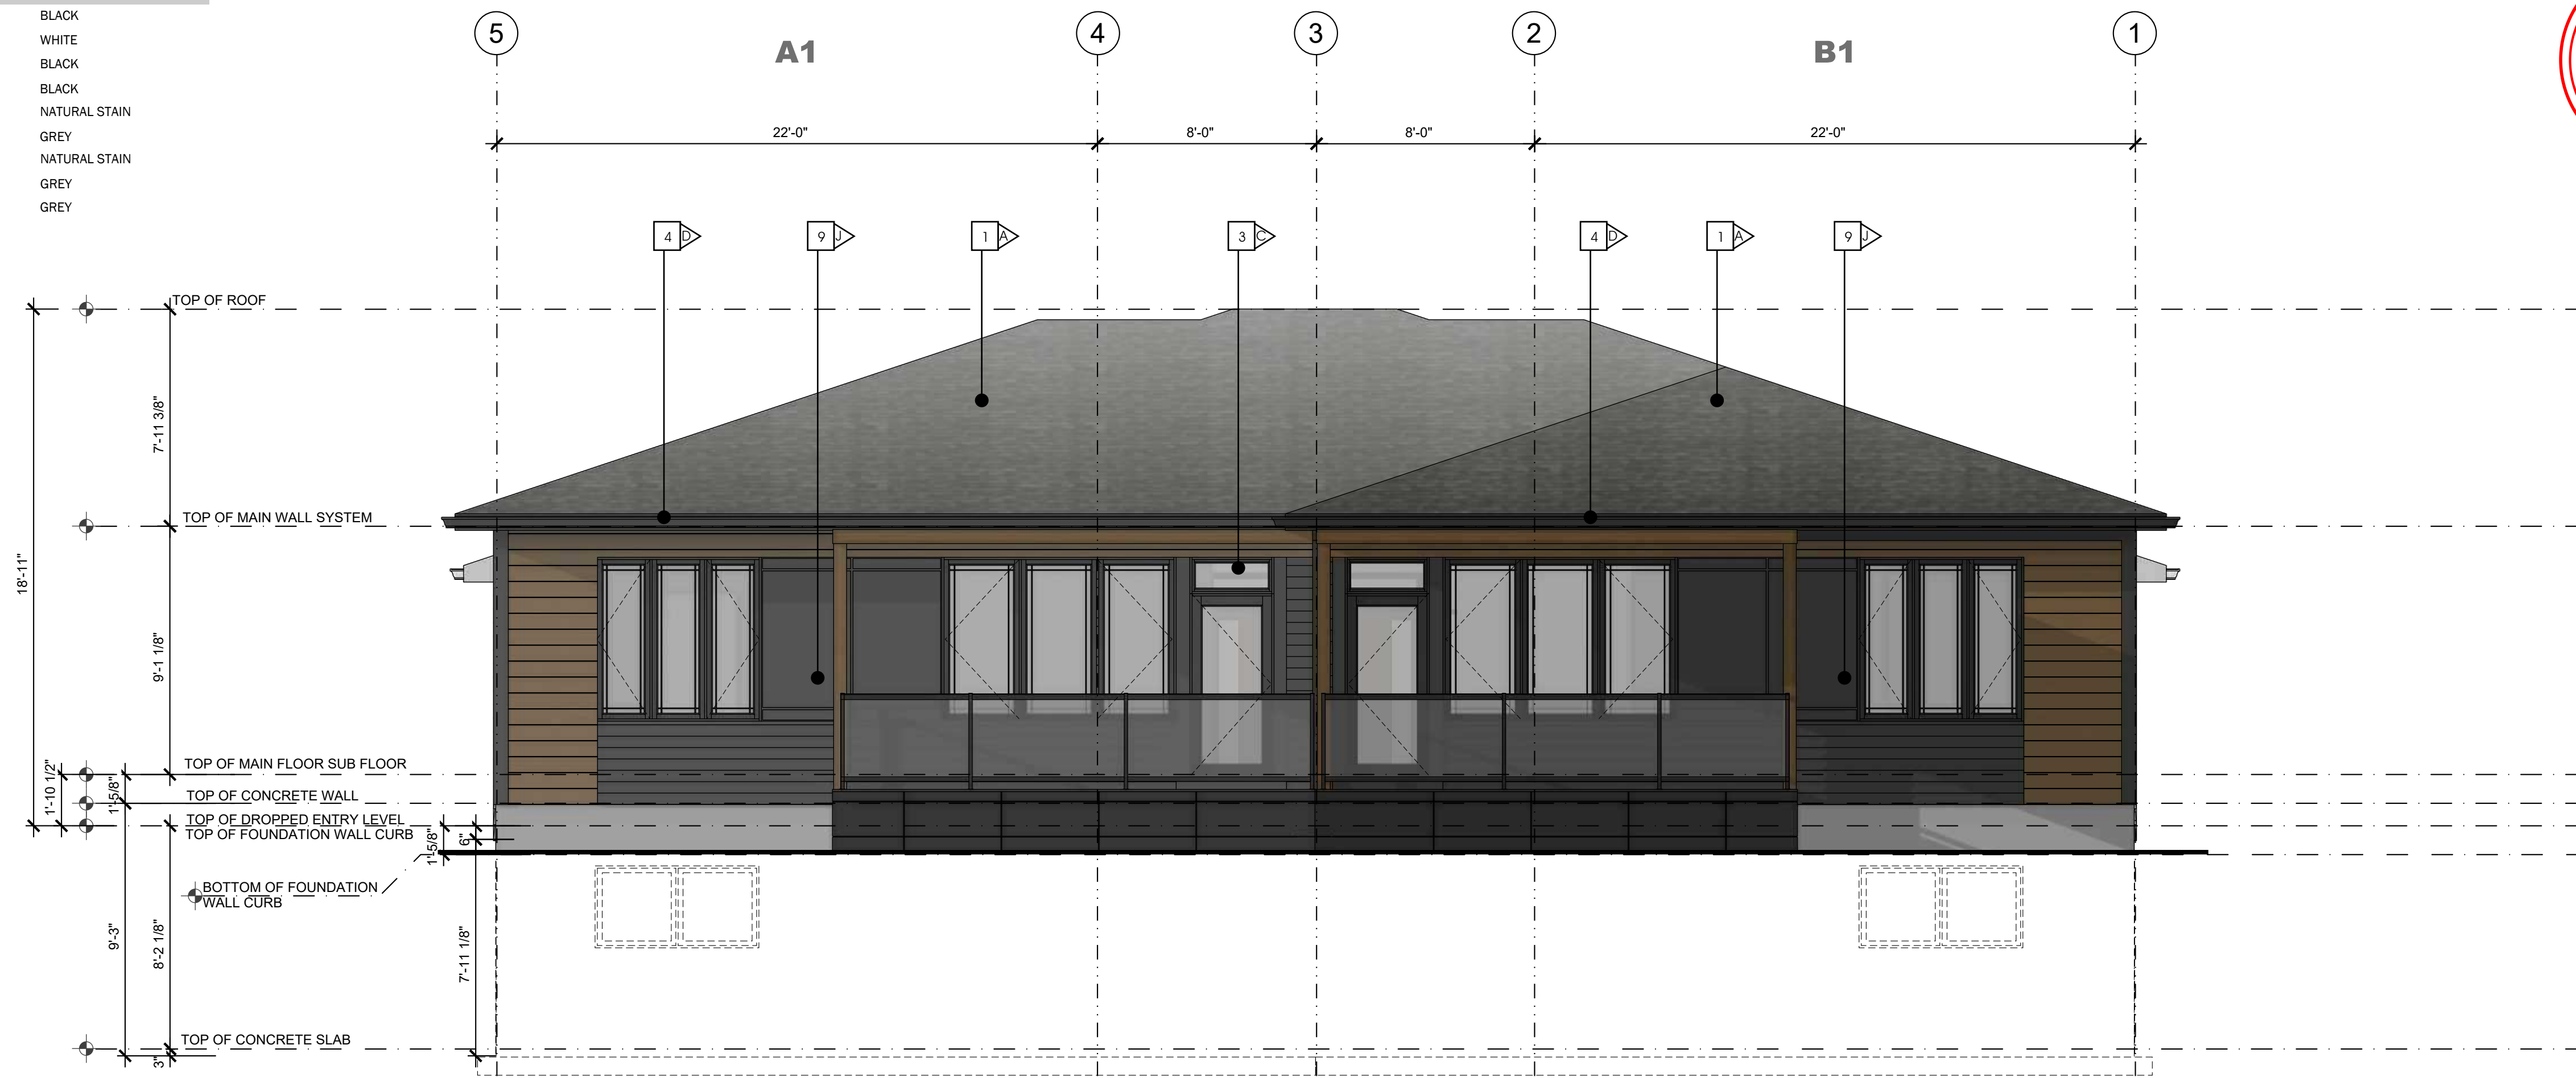 BLACK
WHITE
BLACK
BLACK
NATURAL STAIN
GREY
NATURAL STAIN
GREY
GREY
5
A1
4
3
2
B1
1
22'-0"
8'-0"
8'-0"
22'-0"
4 D
9 J
1 A
3 C
4 D
1 A
9 J
TOP OF ROOF
7'-11 3/8"
TOP OF MAIN WALL SYSTEM
18'-11"
9'-1 1/8"
TOP OF MAIN FLOOR SUB FLOOR
1'-10 1/2"
1'-5/8"
TOP OF CONCRETE WALL
TOP OF DROPPED ENTRY LEVEL
TOP OF FOUNDATION WALL CURB
1'-5/8"
6"
BOTTOM OF FOUNDATION
WALL CURB
9'-3"
8'-2 1/8"
7'-11 1/8"
TOP OF CONCRETE SLAB
3"